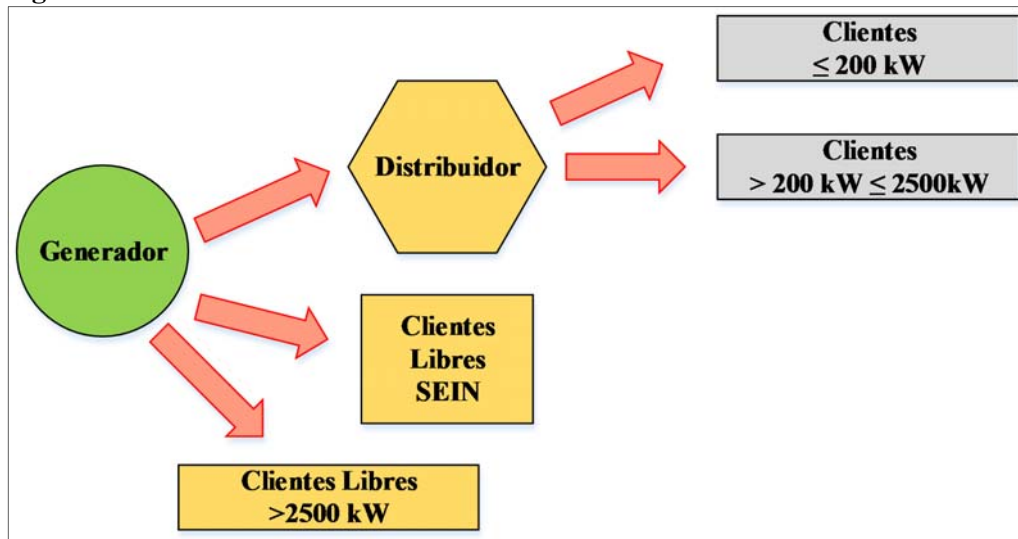 Clientes
≤ 200 kW
Distribuidor
Clientes
> 200 kW ≤ 2500kW
Generador
Clientes
Libres
SEIN
Clientes Libres
>2500 kW